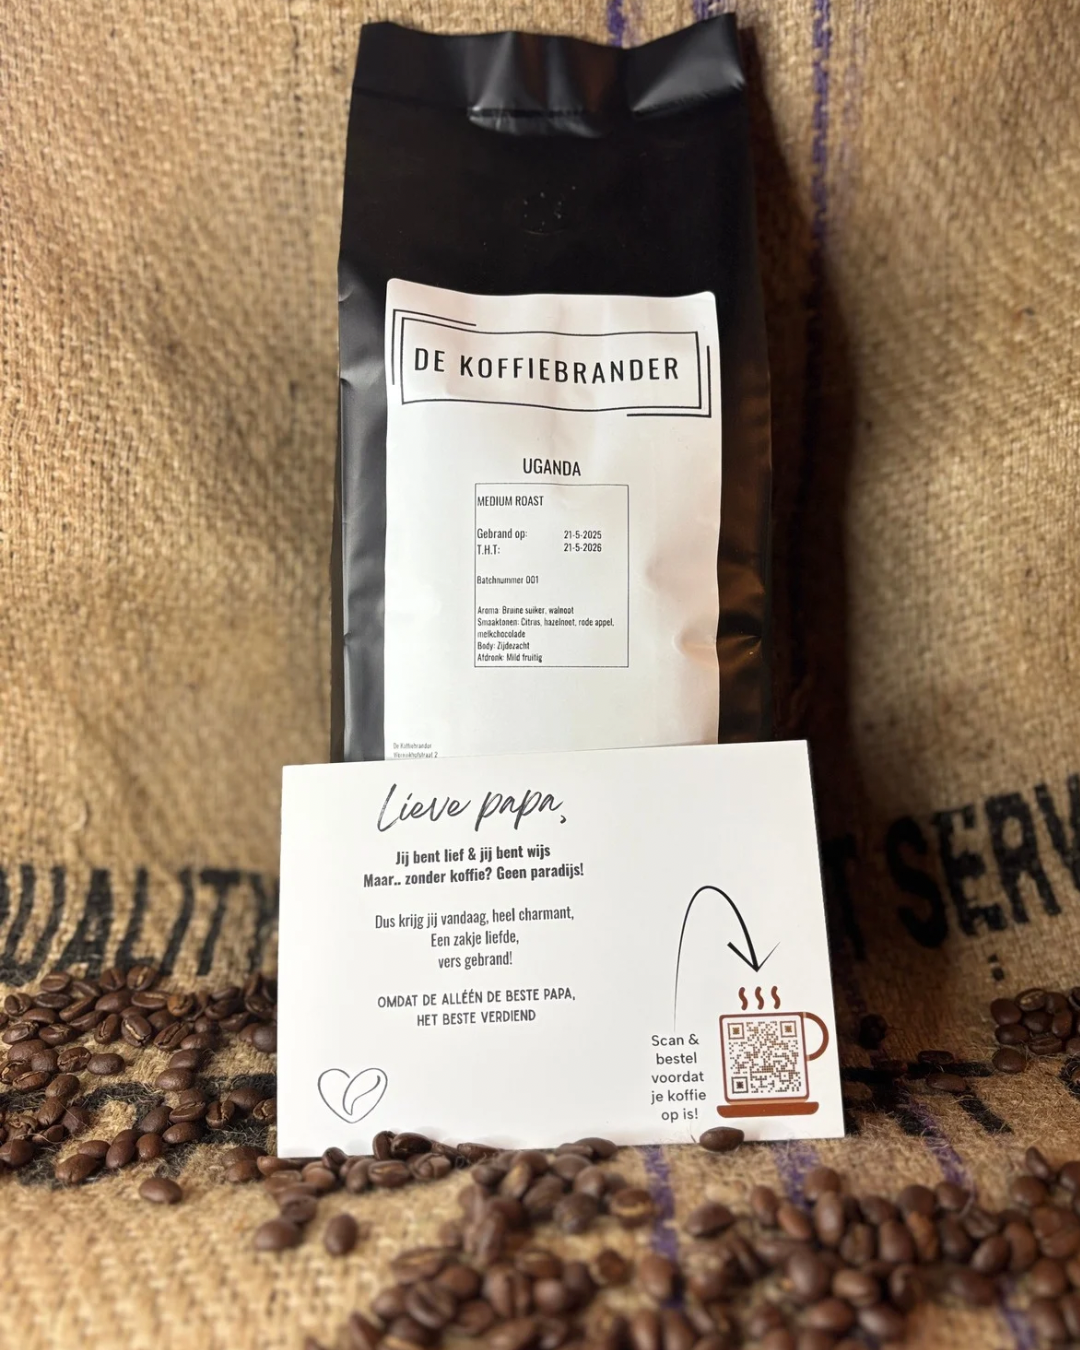 DE KOFFIEBRANDER
UGANDA
MEDIUM ROAST
Gebrand op: 21-5-2025
T.H.T: 21-5-2026
Batchnummer 001
Aroma: Bruine suiker, walnoot
Smaaktonen: Citrus, hazelnoot, rode appel,
melkchocolade
Body: Zijdezacht
Afdronk: Mild fruitig
De Koffiebrander
2
Lieve papa,
Jij bent lief & jij bent wijs
Maar.. zonder koffie? Geen paradijs!
Dus krijg jij vandaag, heel charmant,
Een zakje liefde,
vers gebrand!
OMDAT DE ALLÉÉN DE BESTE PAPA,
HET BESTE VERDIEND
Scan &
bestel
voordat
je koffie
op is!
UALITY
T SERV